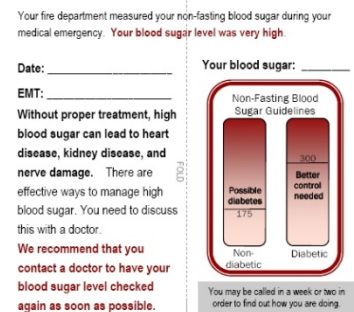 Your fire department measured your non-fasting blood sugar during your
medical emergency. Your blood sugar level was very high.
Date: ____________________
EMT: ____________________
Without proper treatment, high
blood sugar can lead to heart
disease, kidney disease, and
nerve damage. There are
effective ways to manage high
blood sugar. You need to discuss
this with a doctor.
We recommend that you
contact a doctor to have your
blood sugar level checked
again as soon as possible.
FOLD
Your blood sugar: ________
Non-Fasting Blood
Sugar Guidelines
Possible
diabetes
175
Non-
diabetic
300
Better
control
needed
Diabetic
You may be called in a week or two in
order to find out how you are doing.